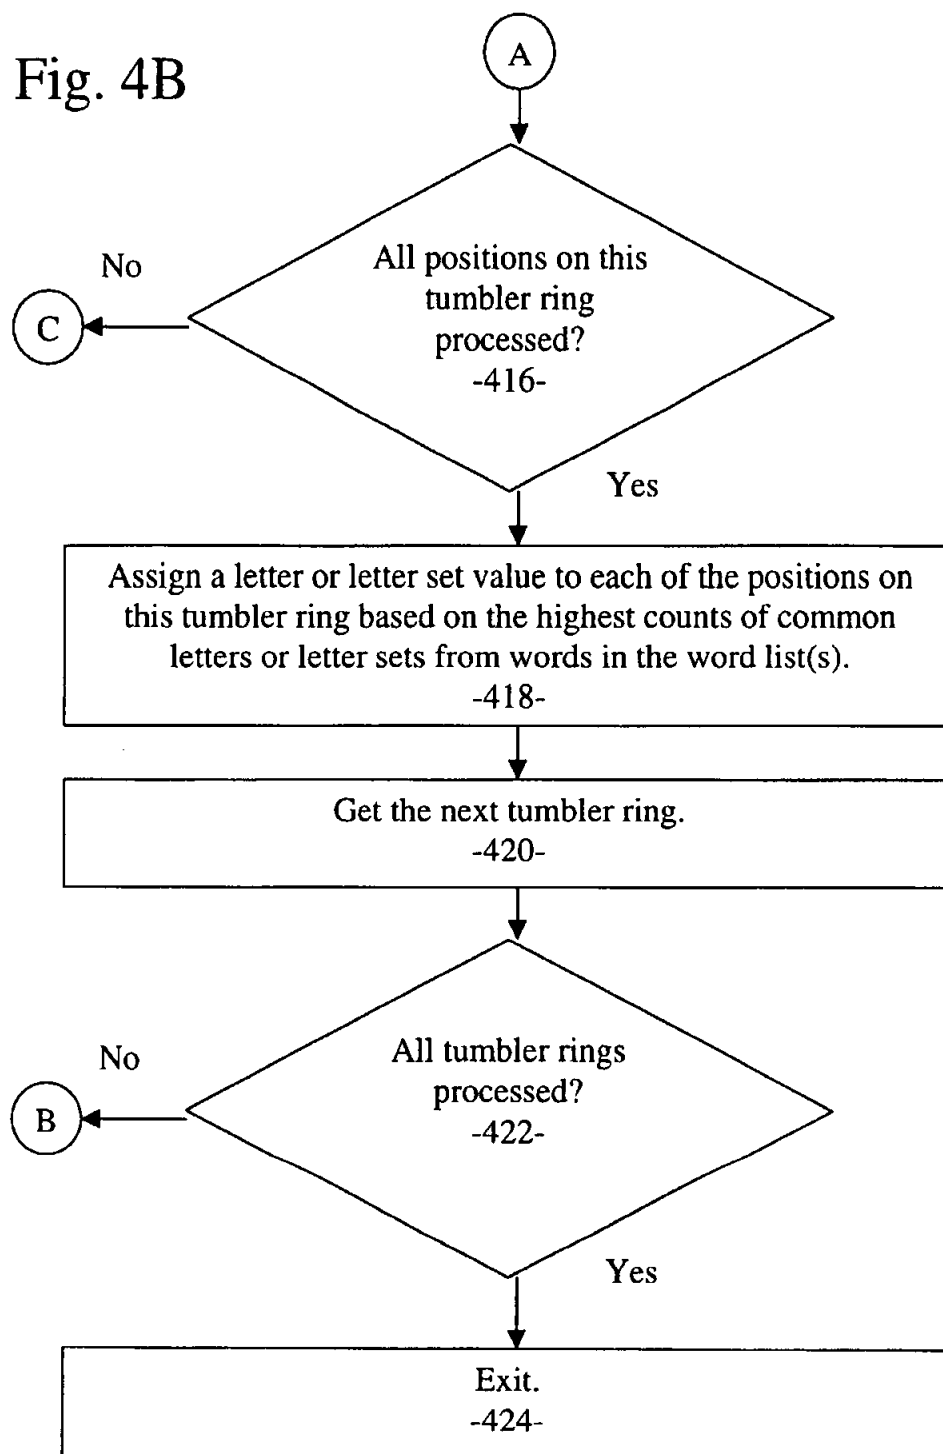 Fig. 4B
A
All positions on this
tumbler ring
processed?
-416-
No
C
Yes
Assign a letter or letter set value to each of the positions on
this tumbler ring based on the highest counts of common
letters or letter sets from words in the word list(s).
-418-
Get the next tumbler ring.
-420-
All tumbler rings
processed?
-422-
No
B
Yes
Exit.
-424-